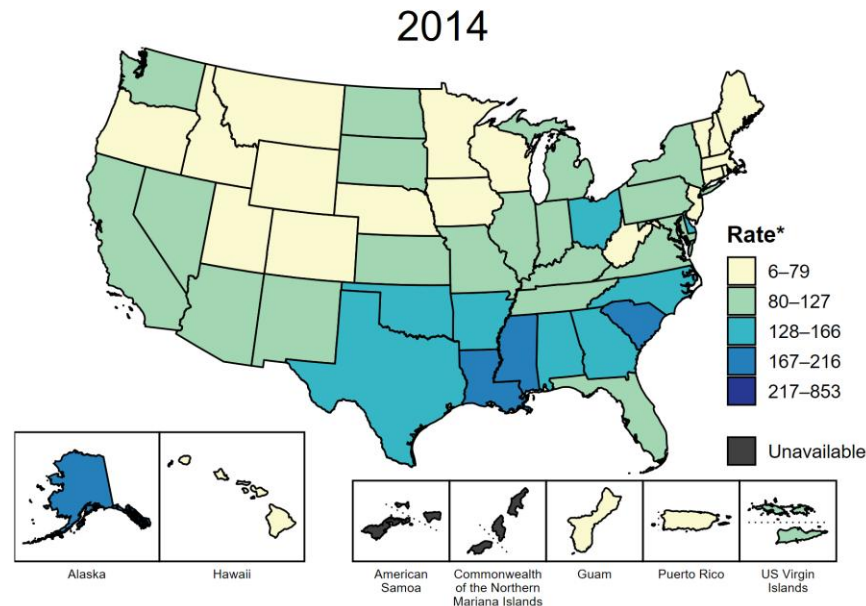 2014
Rate*
6–79
80–127
128–166
167–216
217–853
Unavailable
Alaska
Hawaii
American
Samoa
Commonwealth
of the Northern
Mariana Islands
Guam
Puerto Rico
US Virgin
Islands